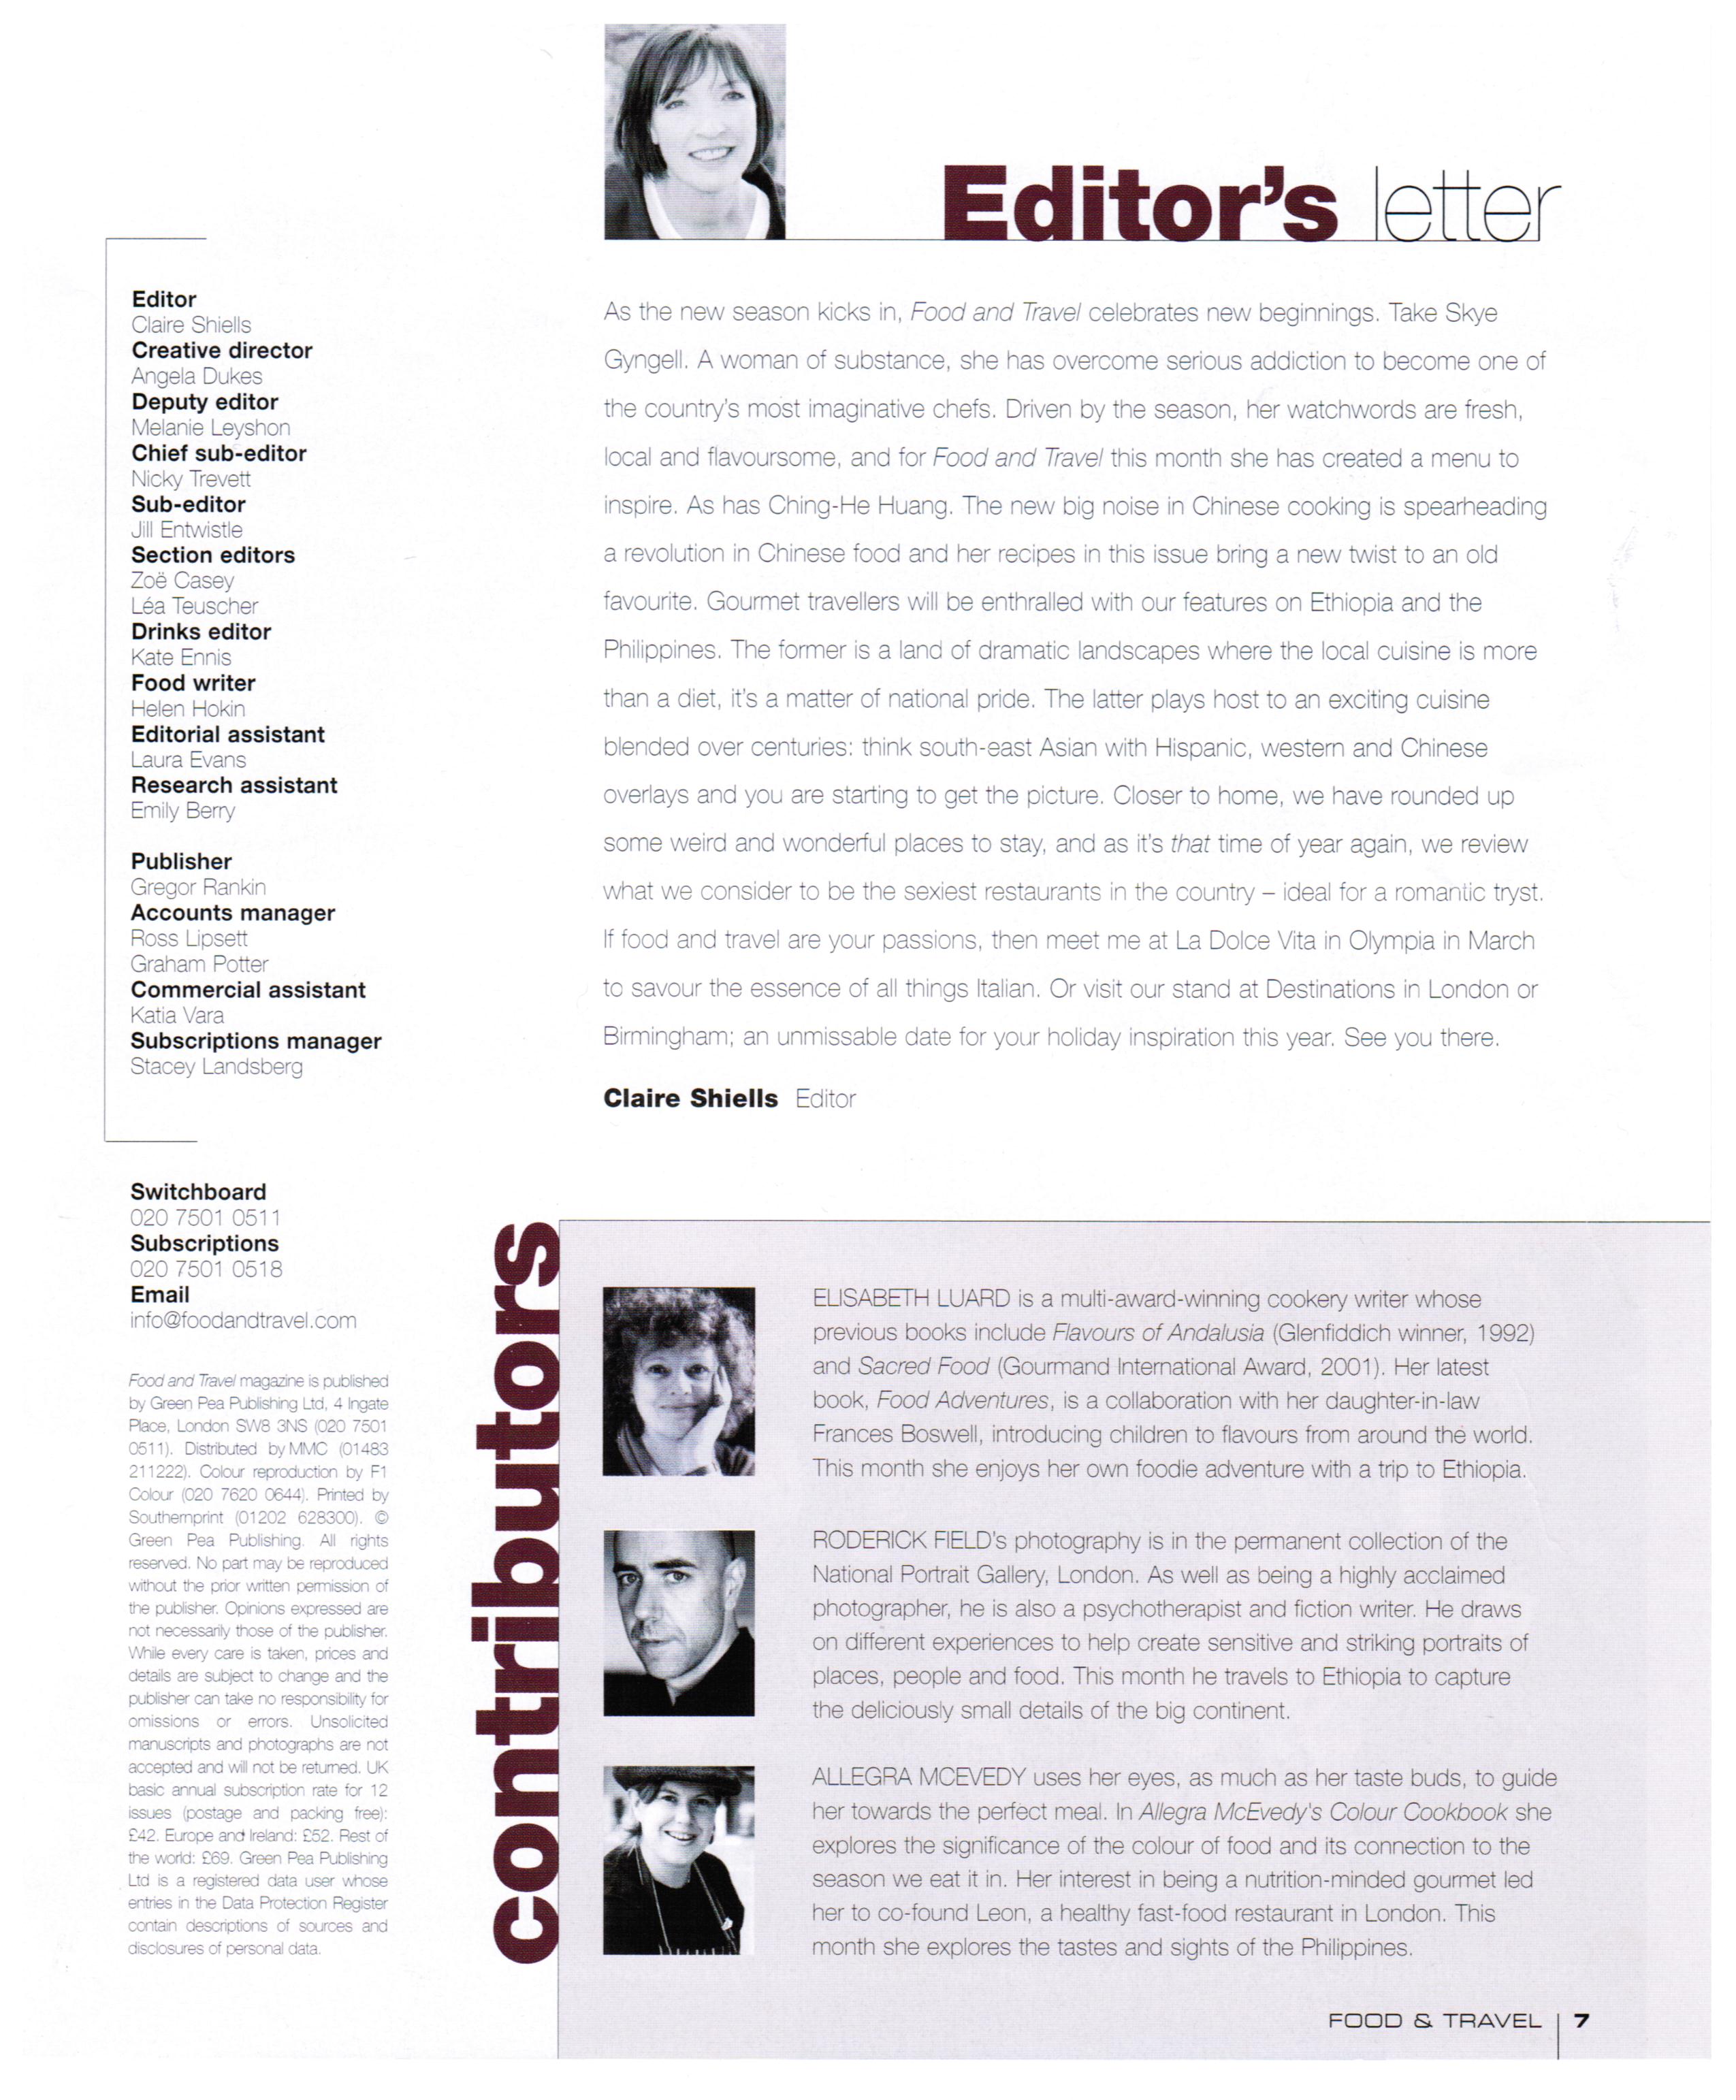 Editor's letter
Editor
Claire Shiells
Creative director
Angela Dukes
Deputy editor
Melanie Leyshon
Chief sub-editor
Nicky Trevett
Sub-editor
Jill Entwistle
Section editors
Zoë Casey
Léa Teuscher
Drinks editor
Kate Ennis
Food writer
Helen Hokin
Editorial assistant
Laura Evans
Research assistant
Emily Berry
Publisher
Gregor Rankin
Accounts manager
Ross Lipsett
Graham Potter
Commercial assistant
Katia Vara
Subscriptions manager
Stacey Landsberg
Switchboard
020 7501 0511
Subscriptions
020 7501 0518
Email
info@foodandtravel.com
Food and Travel magazine is published
by Green Pea Publishing Ltd, 4 Ingate
Place, London SW8 3NS (020 7501
0511). Distributed by MMC (01483
211222). Colour reproduction by F1
Colour (020 7620 0644). Printed by
Southernprint (01202 628300). ©
Green Pea Publishing. All rights
reserved. No part may be reproduced
without the prior written permission of
the publisher. Opinions expressed are
not necessarily those of the publisher.
While every care is taken, prices and
details are subject to change and the
publisher can take no responsibility for
omissions or errors. Unsolicited
manuscripts and photographs are not
accepted and will not be returned. UK
basic annual subscription rate for 12
issues (postage and packing free):
£42. Europe and Ireland: £52. Rest of
the world: £69. Green Pea Publishing
Ltd is a registered data user whose
entries in the Data Protection Register
contain descriptions of sources and
disclosures of personal data.
As the new season kicks in, Food and Travel celebrates new beginnings. Take Skye
Gyngell. A woman of substance, she has overcome serious addiction to become one of
the country's most imaginative chefs. Driven by the season, her watchwords are fresh,
local and flavoursome, and for Food and Travel this month she has created a menu to
inspire. As has Ching-He Huang. The new big noise in Chinese cooking is spearheading
a revolution in Chinese food and her recipes in this issue bring a new twist to an old
favourite. Gourmet travellers will be enthralled with our features on Ethiopia and the
Philippines. The former is a land of dramatic landscapes where the local cuisine is more
than a diet, it's a matter of national pride. The latter plays host to an exciting cuisine
blended over centuries: think south-east Asian with Hispanic, western and Chinese
overlays and you are starting to get the picture. Closer to home, we have rounded up
some weird and wonderful places to stay, and as it's that time of year again, we review
what we consider to be the sexiest restaurants in the country – ideal for a romantic tryst.
If food and travel are your passions, then meet me at La Dolce Vita in Olympia in March
to savour the essence of all things Italian. Or visit our stand at Destinations in London or
Birmingham; an unmissable date for your holiday inspiration this year. See you there.
Claire Shiells Editor
contributors
ELISABETH LUARD is a multi-award-winning cookery writer whose
previous books include Flavours of Andalusia (Glenfiddich winner, 1992)
and Sacred Food (Gourmand International Award, 2001). Her latest
book, Food Adventures, is a collaboration with her daughter-in-law
Frances Boswell, introducing children to flavours from around the world.
This month she enjoys her own foodie adventure with a trip to Ethiopia.
RODERICK FIELD's photography is in the permanent collection of the
National Portrait Gallery, London. As well as being a highly acclaimed
photographer, he is also a psychotherapist and fiction writer. He draws
on different experiences to help create sensitive and striking portraits of
places, people and food. This month he travels to Ethiopia to capture
the deliciously small details of the big continent.
ALLEGRA MCEVEDY uses her eyes, as much as her taste buds, to guide
her towards the perfect meal. In Allegra McEvedy's Colour Cookbook she
explores the significance of the colour of food and its connection to the
season we eat it in. Her interest in being a nutrition-minded gourmet led
her to co-found Leon, a healthy fast-food restaurant in London. This
month she explores the tastes and sights of the Philippines.
FOOD & TRAVEL 7